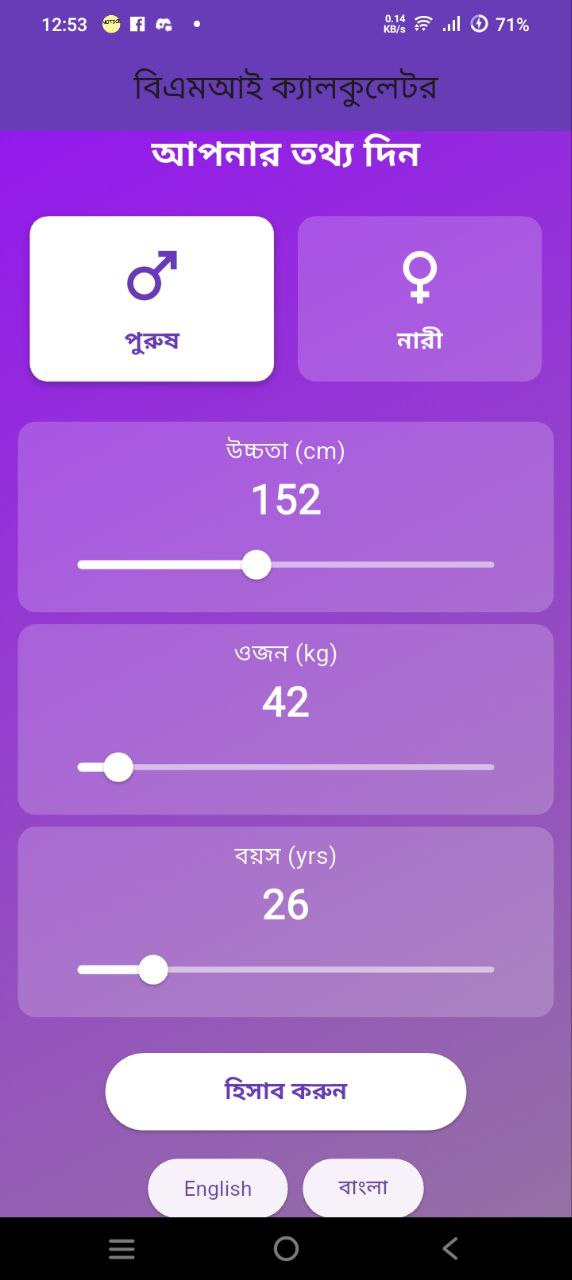 12:53
0.14
KB/s
71%
বিএমআই ক্যালকুলেটর
আপনার তথ্য দিন
পুরুষ
নারী
উচ্চতা (cm)
152
ওজন (kg)
42
বয়স (yrs)
26
হিসাব করুন
English
বাংলা